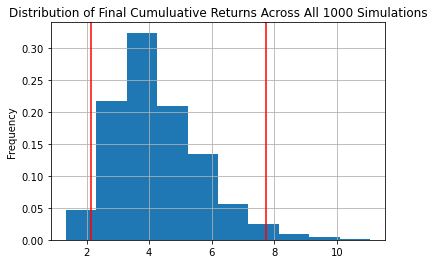 Distribution of Final Cumuluative Returns Across All 1000 Simulations
Frequency
0.30
0.25
0.20
0.15
0.10
0.05
0.00
2 4 6 8 10